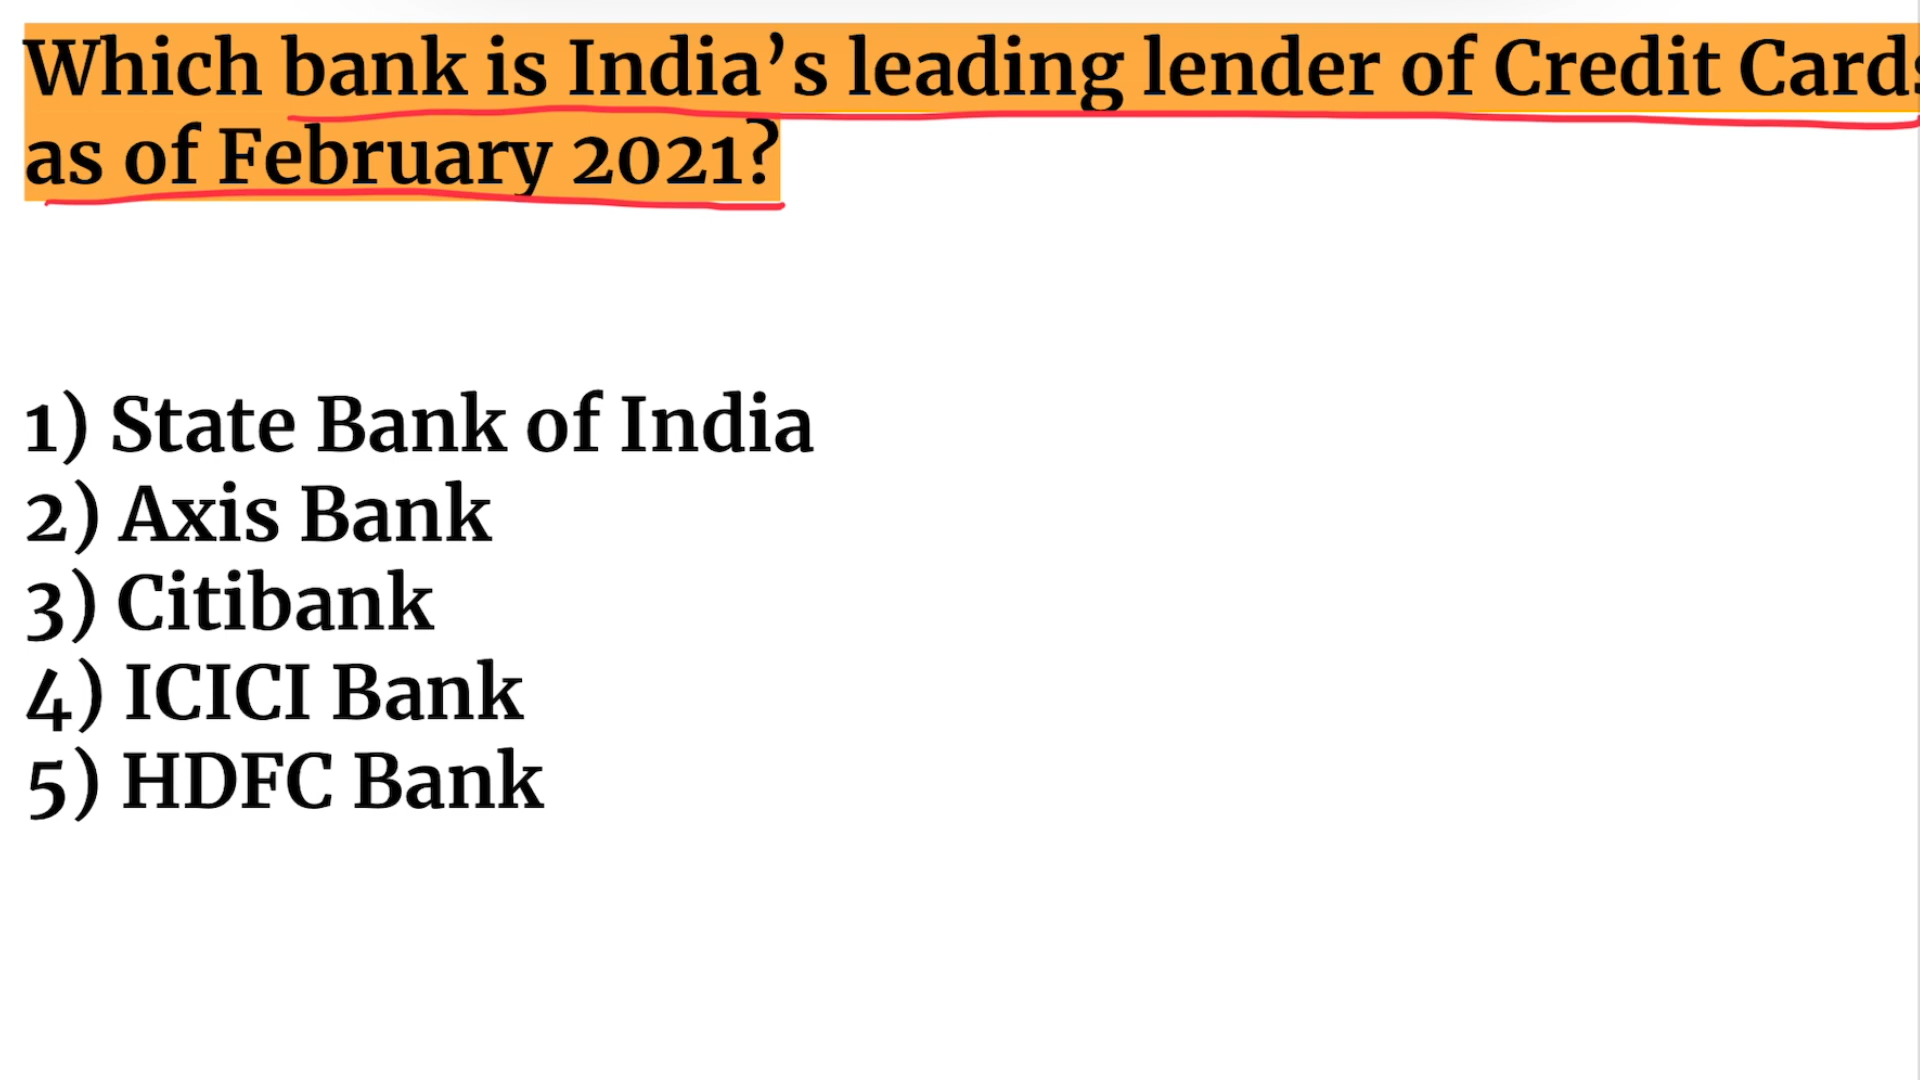 Which bank is India’s leading lender of Credit Cards
as of February 2021?
1) State Bank of India
2) Axis Bank
3) Citibank
4) ICICI Bank
5) HDFC Bank